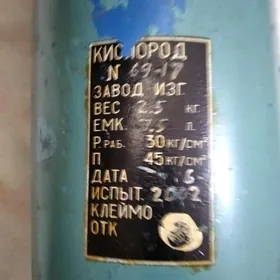 КИСЛОРОД
N 69-17
ЗАВОД ИЗГ.
ВЕС 2.5 КГ.
ЕМК. 7.5 Л.
Р. РАБ. 30 КГ/СМ²
П 45 КГ/СМ²
ДАТА 6
ИСПЫТ. 2002
КЛЕЙМО
ОТК